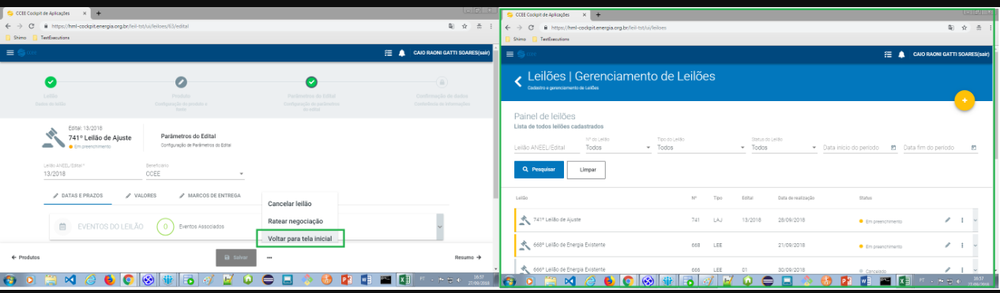 CCEE Cockpit de Aplicações
https://hml-cockpit.energia.org.br/leil-tst/ui/leiloes/63/edital
Shimo
TestExecutions
CAIO RAONI GATTI SOARES(sair)
Leilão
Dados do leilão
Produto
Configuração do produto e
Parâmetros do Edital
Configuração de parâmetros
do edital
Confirmação de dados
Conferência de informações
Edital: 13/2018
741º Leilão de Ajuste
Em preenchimento
Parâmetros do Edital
Configuração de Parâmetros do Edital
Leilão ANEEL/Edital *
13/2018
Beneficiário
CCEE
DATAS E PRAZOS
VALORES
MARCOS DE ENTREGA
EVENTOS DO LEILÃO
0
Eventos Associados
Cancelar leilão
Ratear negociação
Voltar para tela inicial
Produtos
Salvar
Resumo
PT
16:57
27/09/2018
CCEE Cockpit de Aplicações
https://hml-cockpit.energia.org.br/leil-tst/ui/leiloes
Shimo
TestExecutions
CAIO RAONI GATTI SOARES(sair)
Leilões | Gerenciamento de Leilões
Cadastro e gerenciamento de Leilões
Painel de leilões
Lista de todos leilões cadastrados
Leilão ANEEL/Edital
Nº do Leilão
Todos
Tipo do Leilão
Todos
Status do Leilão
Todos
Data início do período
Data fim do período
Pesquisar
Limpar
Leilão
Nº
Tipo
Edital
Data de realização
Status
741º Leilão de Ajuste
741
LAJ
13/2018
28/09/2018
Em preenchimento
668º Leilão de Energia Existente
668
LEE
21/09/2018
Em preenchimento
666º Leilão de Energia Existente
666
LEE
01
30/09/2018
Cancelado
PT
16:57
27/09/2018